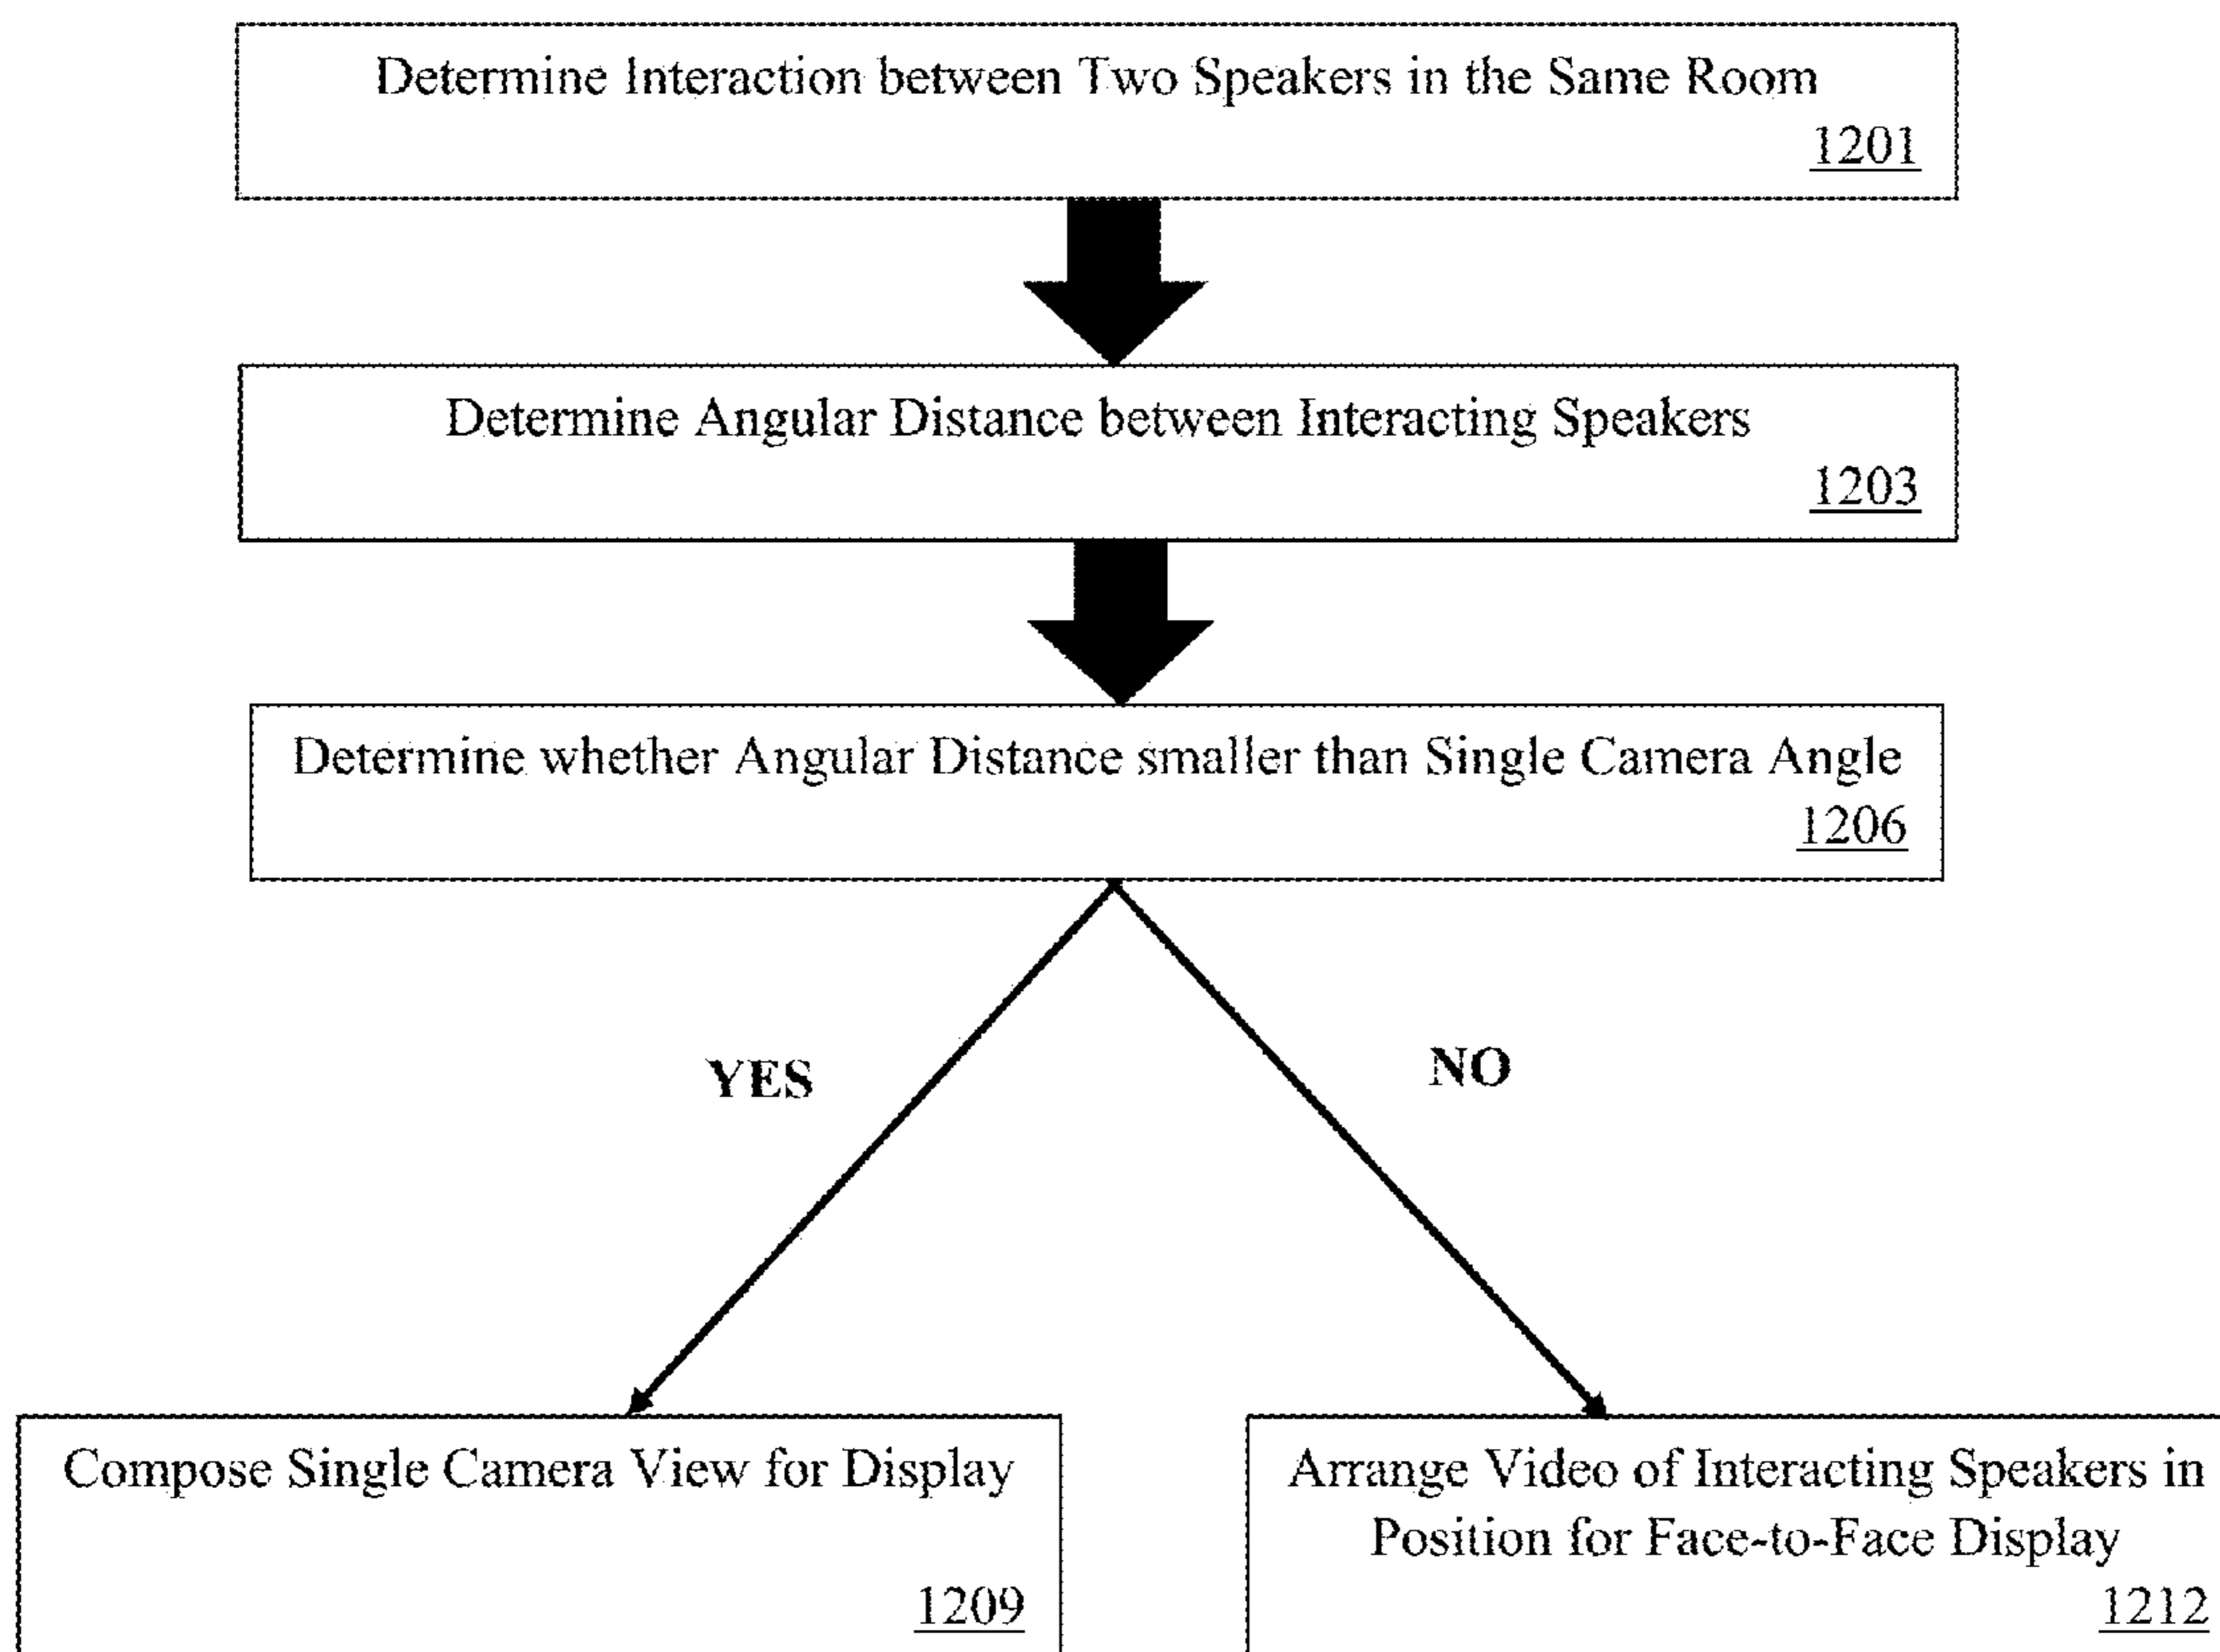 Determine Interaction between Two Speakers in the Same Room
1201
Determine Angular Distance between Interacting Speakers
1203
Determine whether Angular Distance smaller than Single Camera Angle
1206
YES
NO
Compose Single Camera View for Display
1209
Arrange Video of Interacting Speakers in
Position for Face-to-Face Display
1212